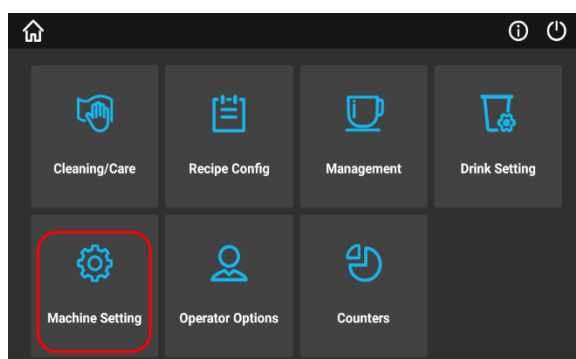 Cleaning/Care
Recipe Config
Management
Drink Setting
Machine Setting
Operator Options
Counters